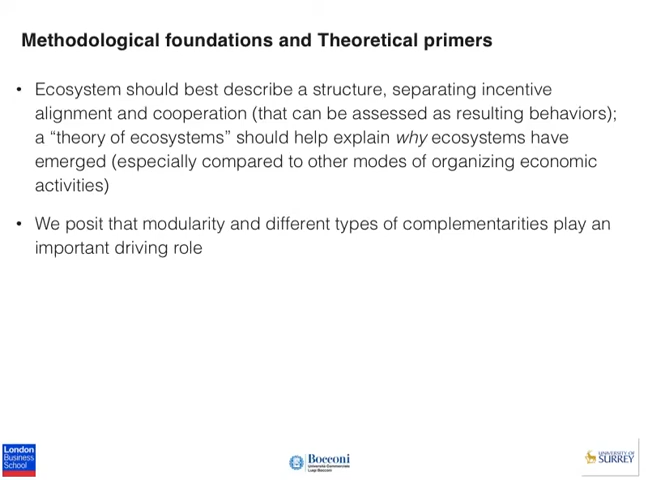 Methodological foundations and Theoretical primers
• Ecosystem should best describe a structure, separating incentive
alignment and cooperation (that can be assessed as resulting behaviors);
a “theory of ecosystems” should help explain why ecosystems have
emerged (especially compared to other modes of organizing economic
activities)
• We posit that modularity and different types of complementarities play an
important driving role
London
Business
School
Bocconi
Università Commerciale
Luigi Bocconi
UNIVERSITY OF
SURREY